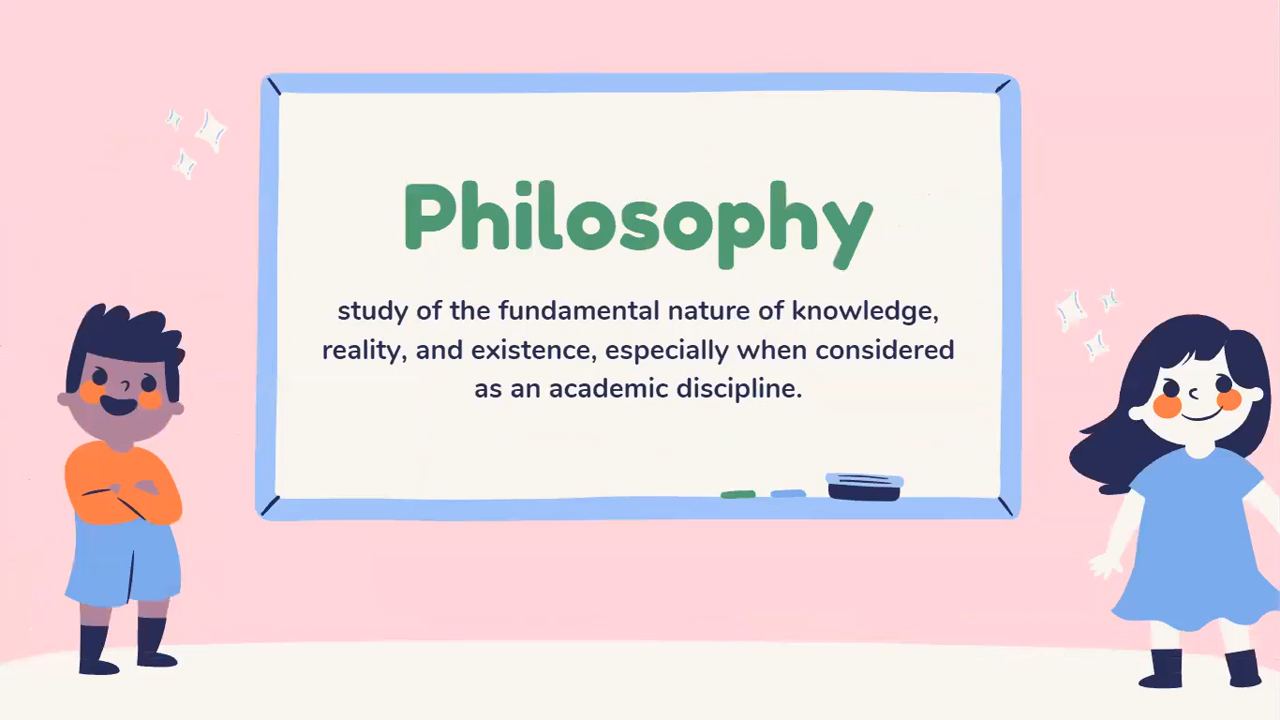 Philosophy
study of the fundamental nature of knowledge,
reality, and existence, especially when considered
as an academic discipline.